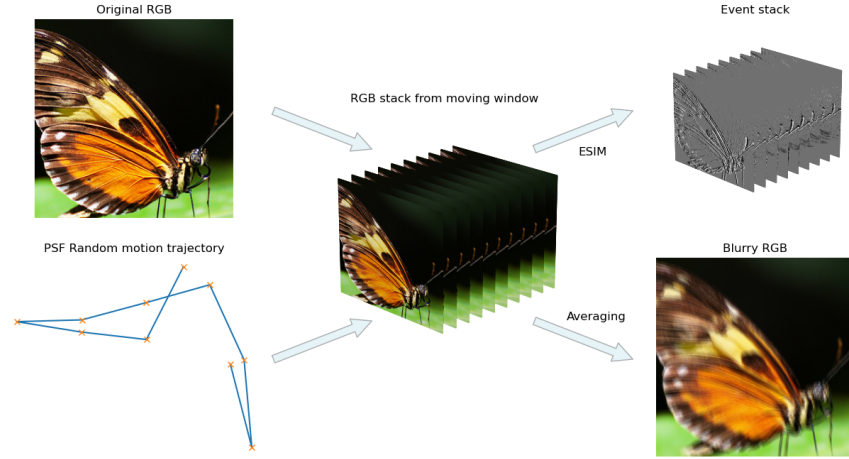 Original RGB
Event stack
RGB stack from moving window
ESIM
PSF Random motion trajectory
Blurry RGB
Averaging